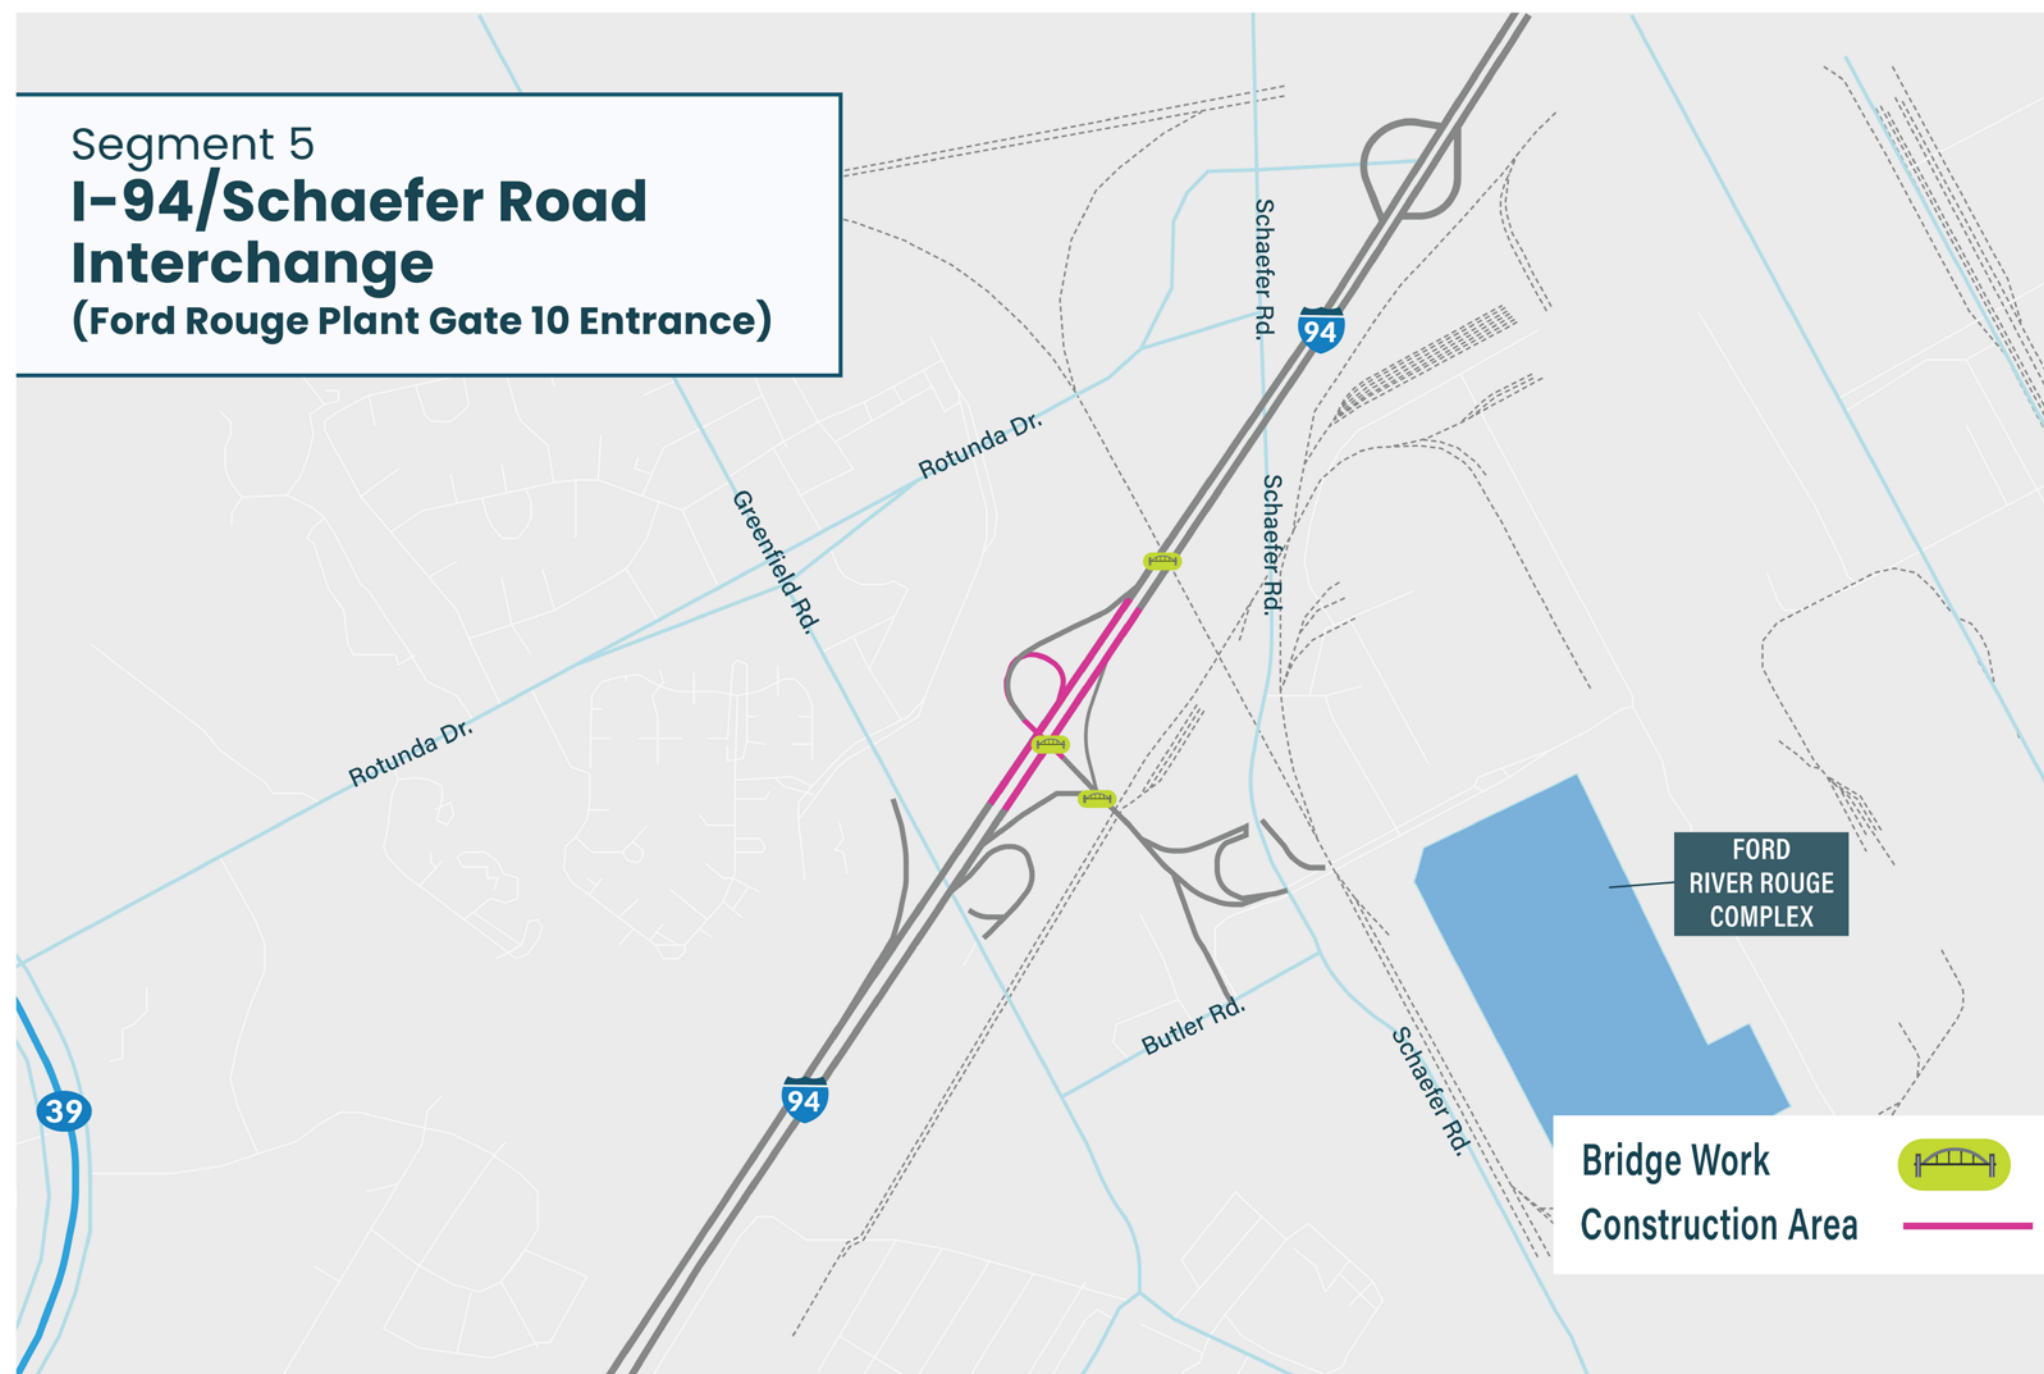 Segment 5
I-94/Schaefer Road
Interchange
(Ford Rouge Plant Gate 10 Entrance)
Schaefer Rd.
94
Rotunda Dr.
Greenfield Rd.
Schaefer Rd.
Rotunda Dr.
FORD
RIVER ROUGE
COMPLEX
Butler Rd.
Schaefer Rd.
94
39
Bridge Work
Construction Area